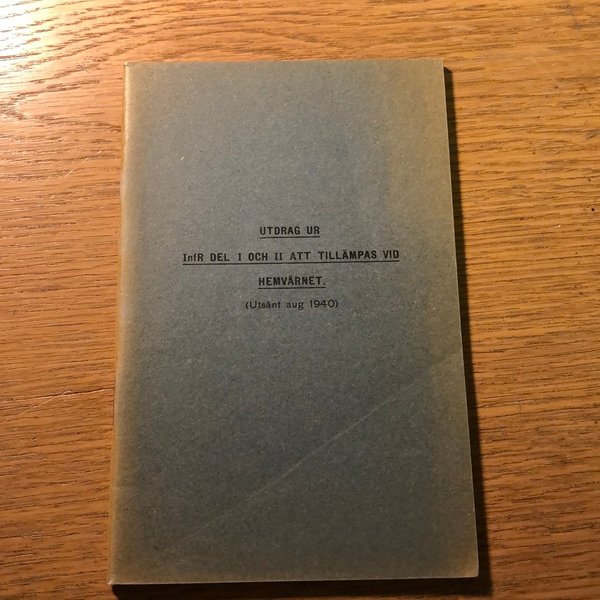 UTDRAG UR
InfR DEL I OCH II ATT TILLÄMPAS VID
HEMVÄRNET.
(Utsänt aug 1940)